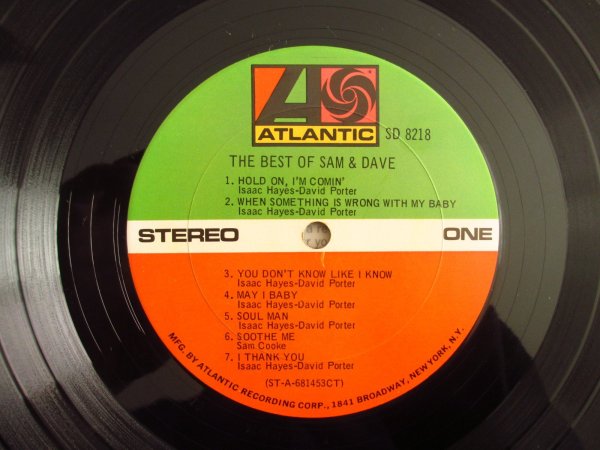 ATLANTIC
SD 8218
THE BEST OF SAM & DAVE
1. HOLD ON, I'M COMIN'
Isaac Hayes-David Porter
2. WHEN SOMETHING IS WRONG WITH MY BABY
Isaac Hayes-David Porter
STEREO ONE
3. YOU DON'T KNOW LIKE I KNOW
Isaac Hayes-David Porter
4. MAY I BABY
Isaac Hayes-David Porter
5. SOUL MAN
Isaac Hayes-David Porter
6. SOOTHE ME
Sam Cooke
7. I THANK YOU
Isaac Hayes-David Porter
(ST-A-681453CT)
MFG. BY ATLANTIC RECORDING CORP., 1841 BROADWAY, NEW YORK, N.Y.